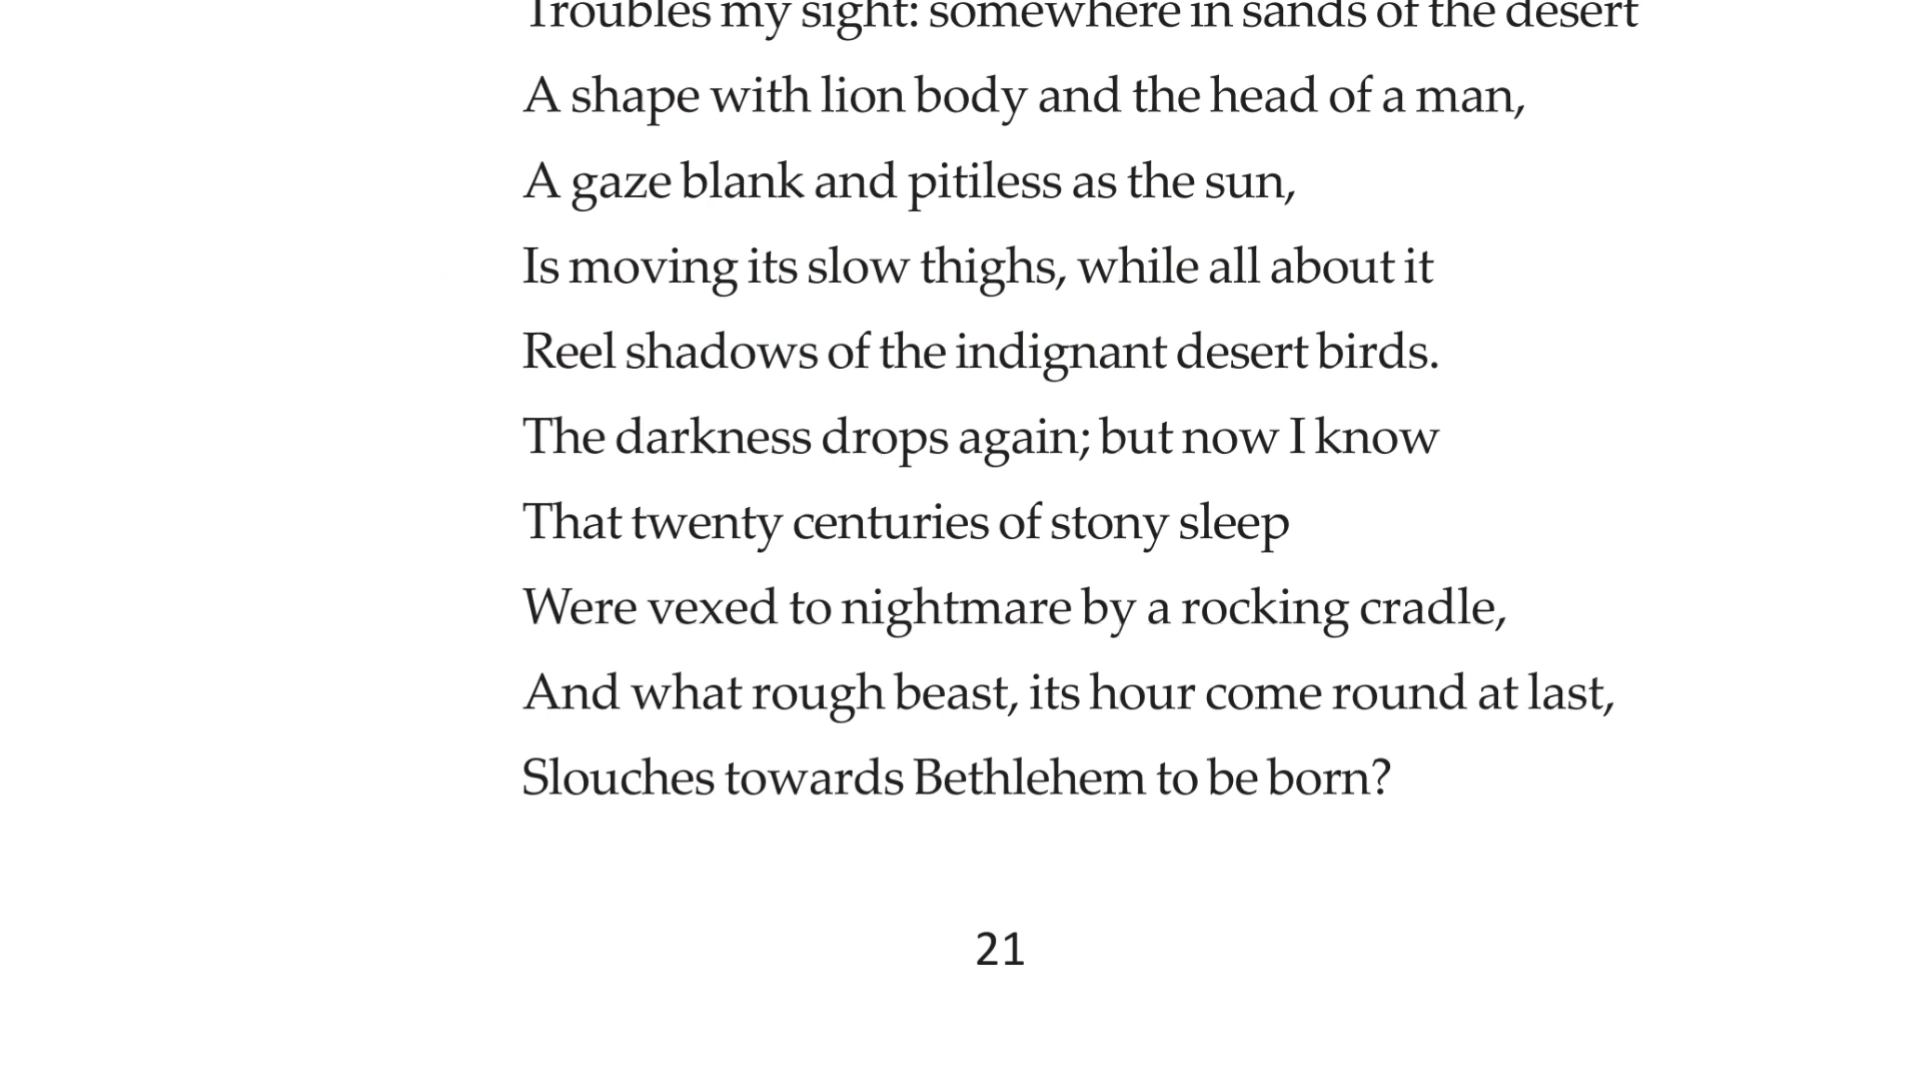 Troubles my sight: somewhere in sands of the desert
A shape with lion body and the head of a man,
A gaze blank and pitiless as the sun,
Is moving its slow thighs, while all about it
Reel shadows of the indignant desert birds.
The darkness drops again; but now I know
That twenty centuries of stony sleep
Were vexed to nightmare by a rocking cradle,
And what rough beast, its hour come round at last,
Slouches towards Bethlehem to be born?
21